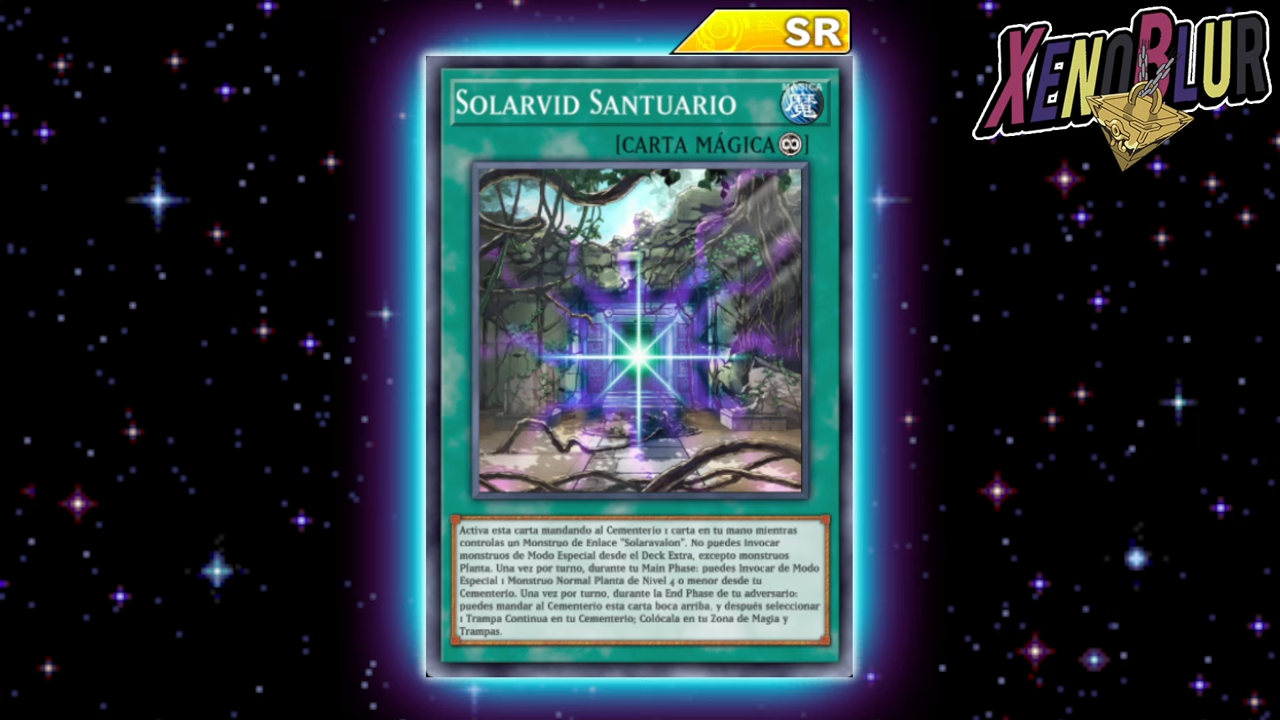 SR
XENOBLUR
SOLARVID SANTUARIO
MÁGICA
魔
[CARTA MÁGICA ]
Activa esta carta mandando al Cementerio 1 carta en tu mano mientras
controlas un Monstruo de Enlace "Solaravalon". No puedes Invocar
monstruos de Modo Especial desde el Deck Extra, excepto monstruos
Planta. Una vez por turno, durante tu Main Phase: puedes Invocar de Modo
Especial 1 Monstruo Normal Planta de Nivel 4 o menor desde tu
Cementerio. Una vez por turno, durante la End Phase de tu adversario:
puedes mandar al Cementerio esta carta boca arriba, y después seleccionar
1 Trampa Continua en tu Cementerio; Colócala en tu Zona de Magia y
Trampas.